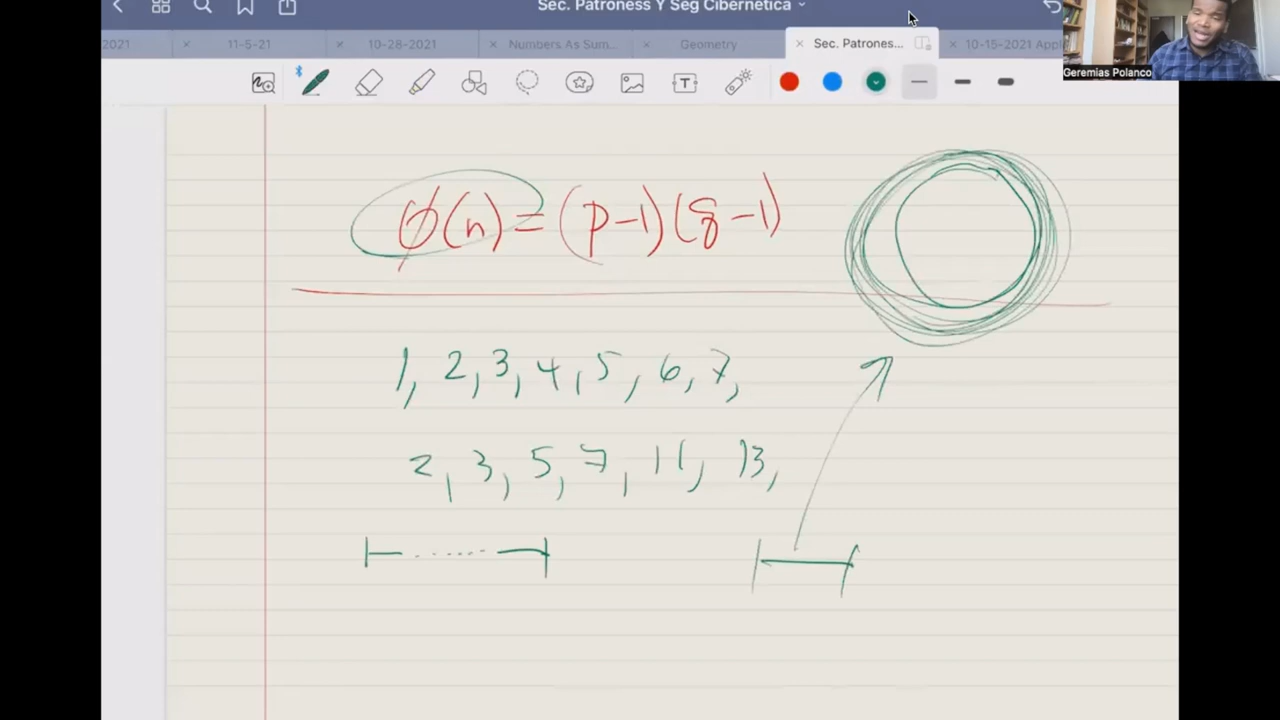 Sec. Patroness Y Seg Cibernetica
2021
11-5-21
10-28-2021
Numbers As Sum...
Geometry
Sec. Patrones...
10-15-2021 Appl
T
Geremias Polanco
ϕ(n) = (p-1)(q-1)
1, 2, 3, 4, 5, 6, 7,
2, 3, 5, 7, 11, 13,